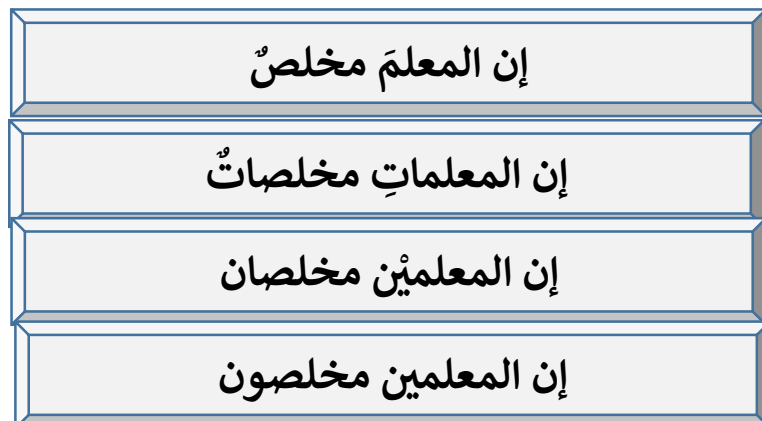 إن المعلمَ مخلصٌ
إن المعلماتِ مخلصاتٌ
إن المعلميْن مخلصان
إن المعلمين مخلصون